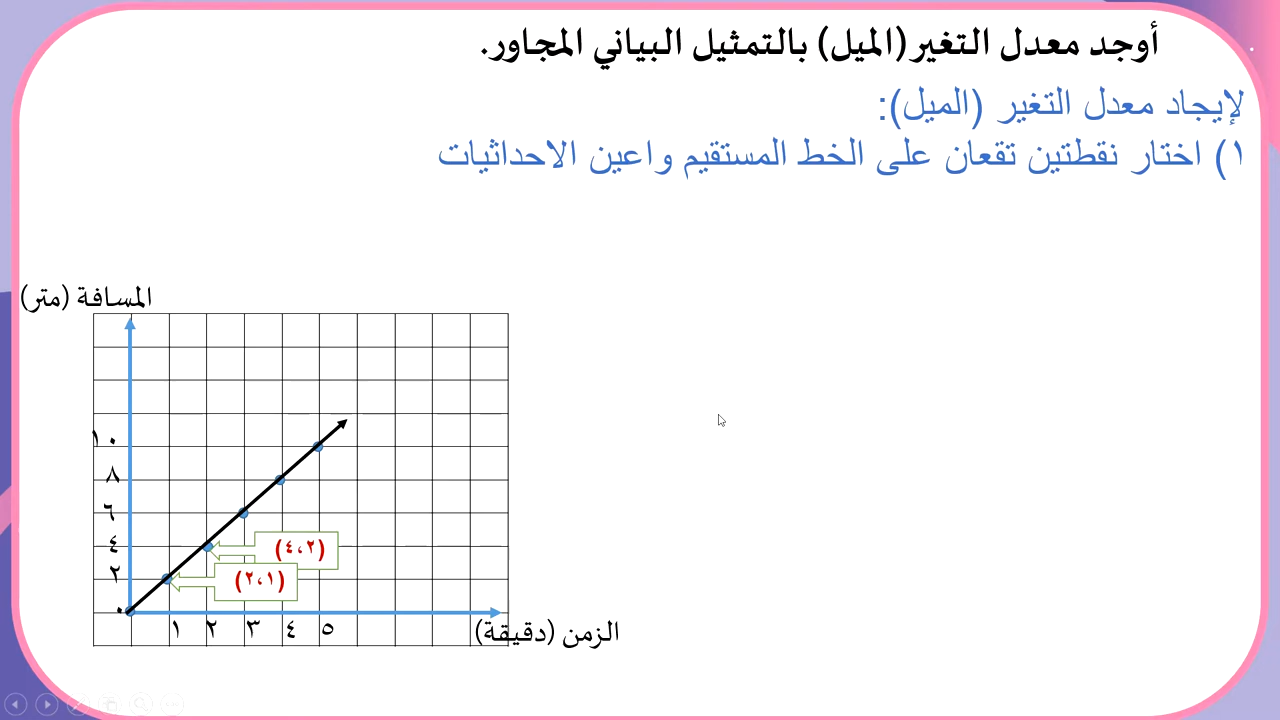 أوجد معدل التغير (الميل) بالتمثيل البياني المجاور.
لإيجاد معدل التغير (الميل):
١) اختار نقطتين تقعان على الخط المستقيم واعين الاحداثيات
المسافة (متر)
١٠
٨
٦
٤
٢
٠
(٢،٤)
(١،٢)
١ ٢ ٣ ٤ ٥
الزمن (دقيقة)